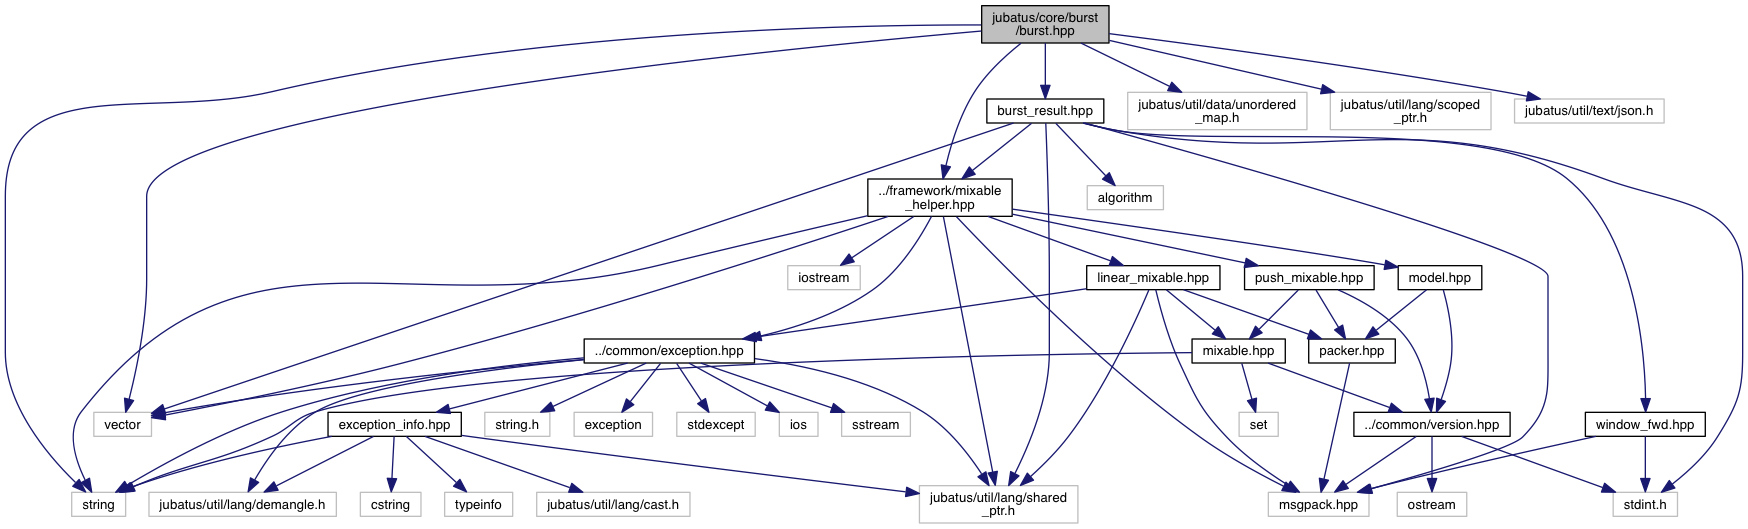 jubatus/core/burst
/burst.hpp
burst_result.hpp
jubatus/util/data/unordered
_map.h
jubatus/util/lang/scoped
_ptr.h
jubatus/util/text/json.h
../framework/mixable
_helper.hpp
algorithm
iostream
linear_mixable.hpp
push_mixable.hpp
model.hpp
../common/exception.hpp
mixable.hpp
packer.hpp
vector
exception_info.hpp
string.h
exception
stdexcept
ios
sstream
set
../common/version.hpp
window_fwd.hpp
string
jubatus/util/lang/demangle.h
cstring
typeinfo
jubatus/util/lang/cast.h
jubatus/util/lang/shared
_ptr.h
msgpack.hpp
ostream
stdint.h